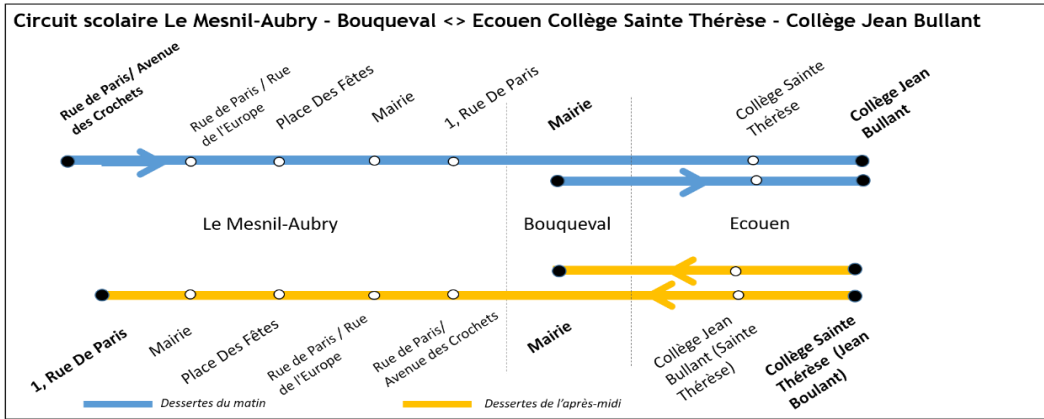 Circuit scolaire Le Mesnil-Aubry - Bouqueval <> Ecouen Collège Sainte Thérèse - Collège Jean Bullant
Rue de Paris/ Avenue
des Crochets
Rue de Paris / Rue
de l'Europe
Place Des Fêtes
Mairie
1, Rue De Paris
Mairie
Collège Sainte
Thérèse
Collège Jean
Bullant
Le Mesnil-Aubry
Bouqueval
Ecouen
1, Rue De Paris
Mairie
Place Des Fêtes
Rue de Paris / Rue
de l'Europe
Rue de Paris/
Avenue des Crochets
Mairie
Collège Jean
Bullant (Sainte
Thérèse)
Collège Sainte
Thérèse (Jean
Boulant)
Dessertes du matin
Dessertes de l'après-midi